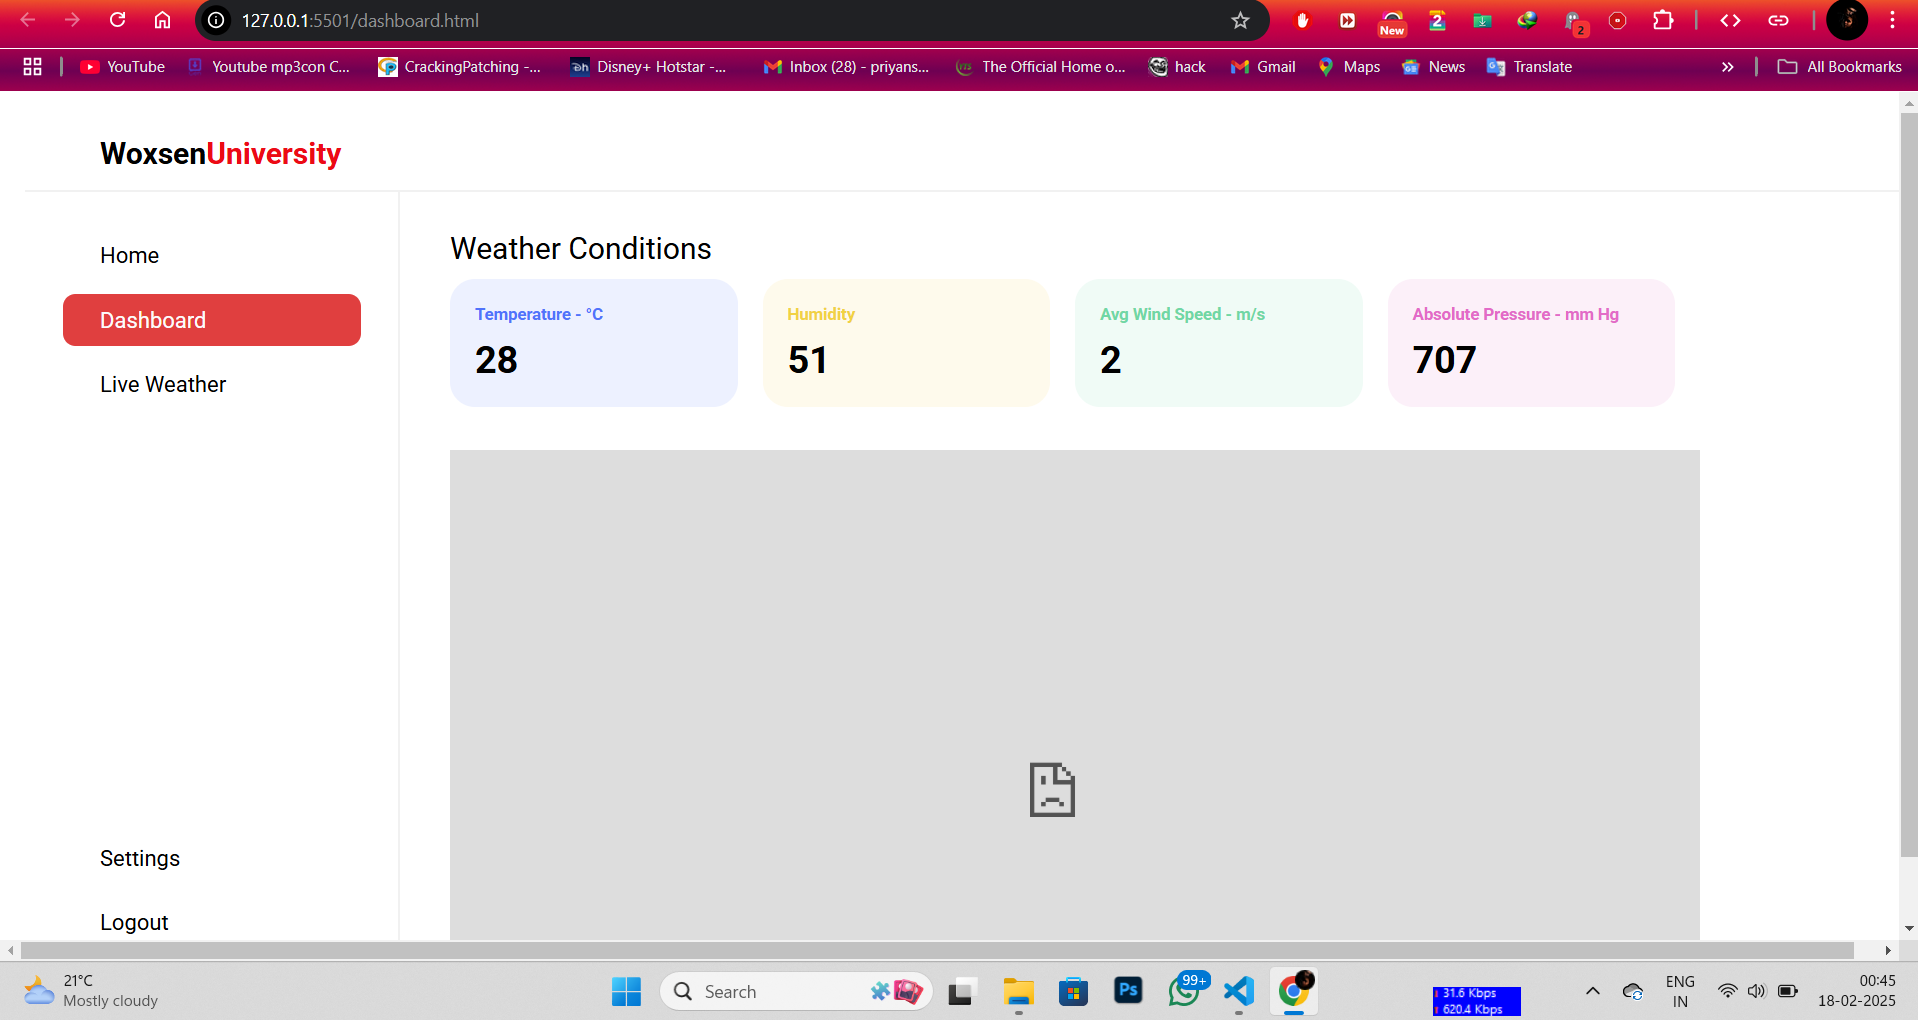 127.0.0.1:5501/dashboard.html
New
2
2
YouTube
Youtube mp3con C...
CrackingPatching -...
Disney+ Hotstar -...
Inbox (28) - priyans...
The Official Home o...
hack
Gmail
Maps
News
Translate
All Bookmarks
WoxsenUniversity
Home
Dashboard
Live Weather
Settings
Logout
Weather Conditions
Temperature - °C
28
Humidity
51
Avg Wind Speed - m/s
2
Absolute Pressure - mm Hg
707
21°C
Mostly cloudy
Search
Ps
99+
31.6 Kbps
620.4 Kbps
ENG
IN
00:45
18-02-2025